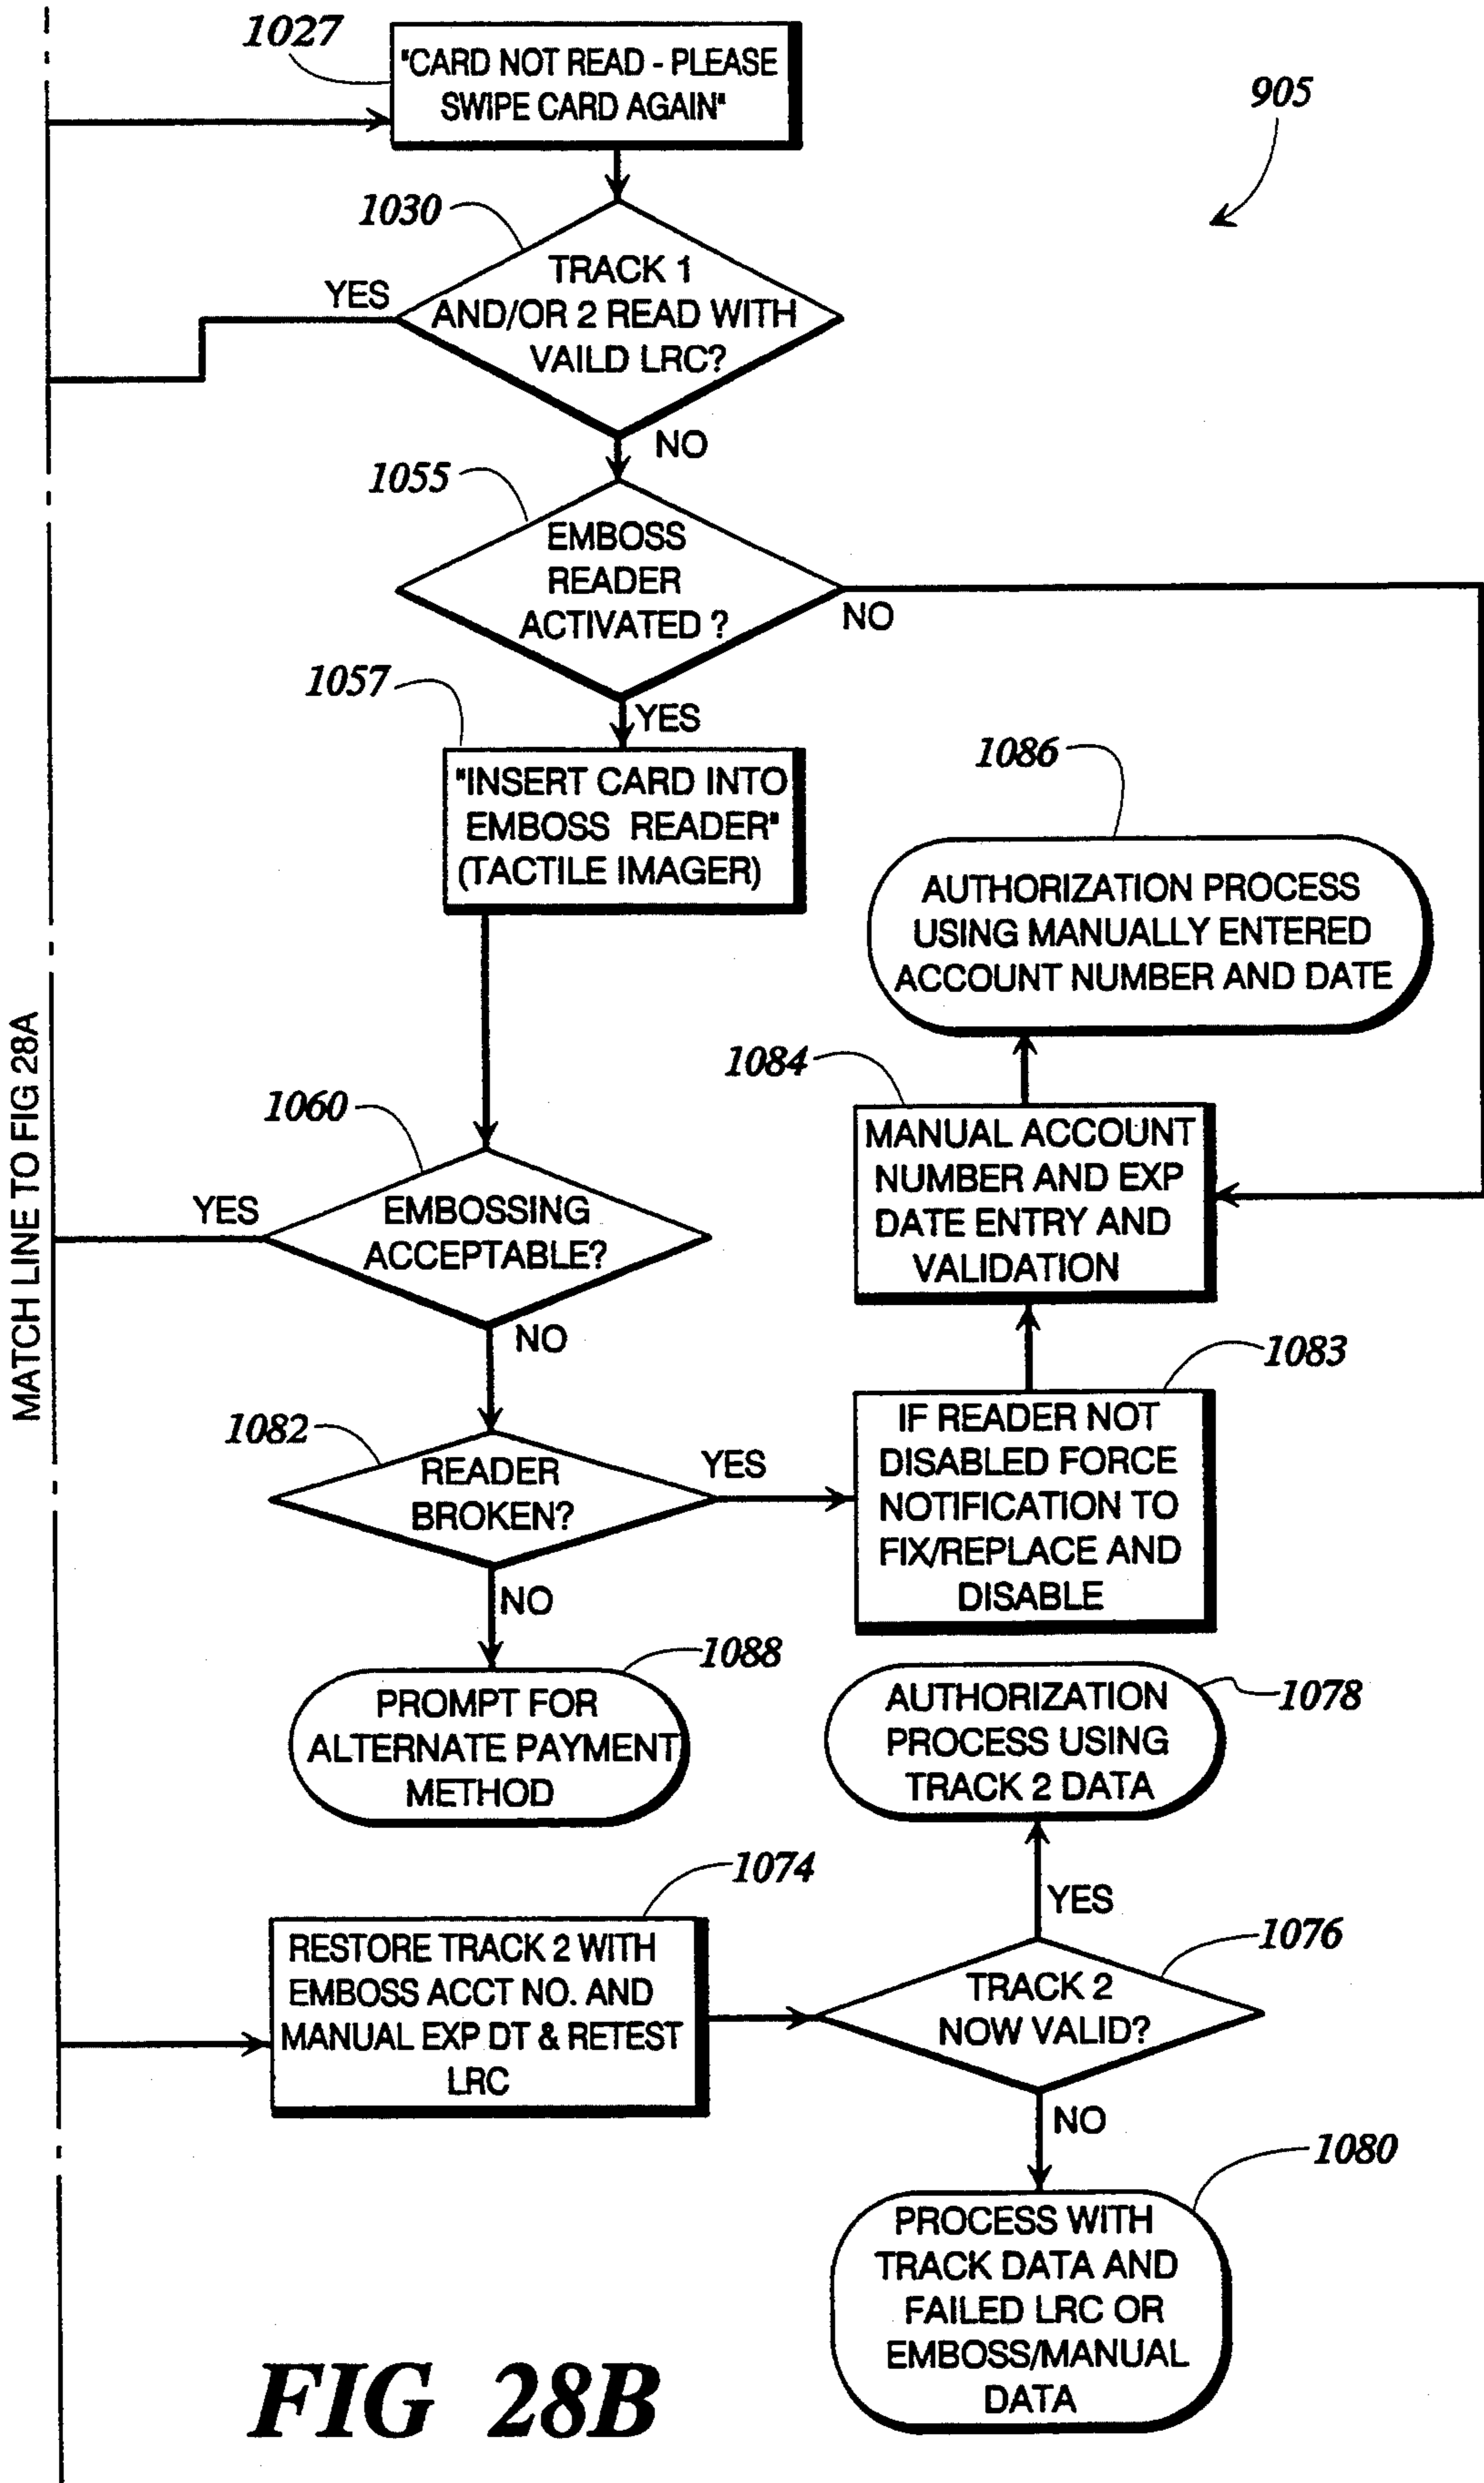 1027
"CARD NOT READ - PLEASE
SWIPE CARD AGAIN"
905
1030
TRACK 1
AND/OR 2 READ WITH
VAILD LRC?
YES
NO
1055
EMBOSS
READER
ACTIVATED ?
NO
YES
1057
"INSERT CARD INTO
EMBOSS READER"
(TACTILE IMAGER)
1086
AUTHORIZATION PROCESS
USING MANUALLY ENTERED
ACCOUNT NUMBER AND DATE
1084
MANUAL ACCOUNT
NUMBER AND EXP
DATE ENTRY AND
VALIDATION
MATCH LINE TO FIG 28A
1060
YES
EMBOSSING
ACCEPTABLE?
NO
1083
IF READER NOT
DISABLED FORCE
NOTIFICATION TO
FIX/REPLACE AND
DISABLE
1082
READER
BROKEN?
YES
NO
1088
PROMPT FOR
ALTERNATE PAYMENT
METHOD
1078
AUTHORIZATION
PROCESS USING
TRACK 2 DATA
1074
RESTORE TRACK 2 WITH
EMBOSS ACCT NO. AND
MANUAL EXP DT & RETEST
LRC
YES
1076
TRACK 2
NOW VALID?
NO
1080
PROCESS WITH
TRACK DATA AND
FAILED LRC OR
EMBOSS/MANUAL
DATA
FIG 28B